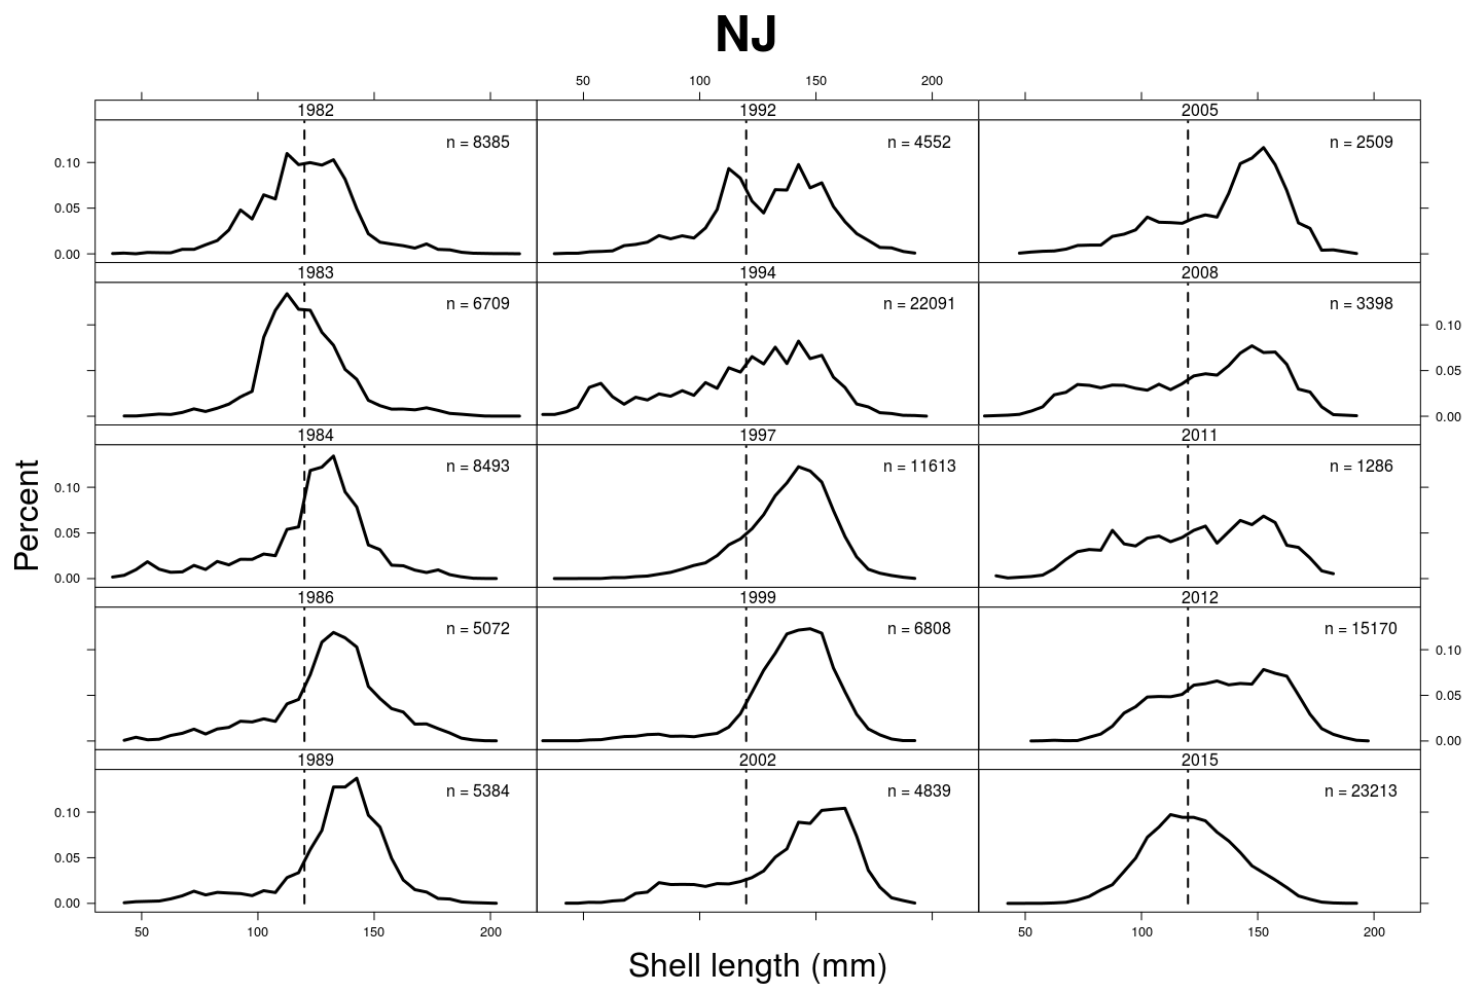 NJ
50 100 150 200
1982 1992 2005
n = 8385 n = 4552 n = 2509
0.10
0.05
0.00
1983 1994 2008
n = 6709 n = 22091 n = 3398
0.10
0.05
0.00
1984 1997 2011
n = 8493 n = 11613 n = 1286
0.10
0.05
0.00
1986 1999 2012
n = 5072 n = 6808 n = 15170
0.10
0.05
0.00
1989 2002 2015
n = 5384 n = 4839 n = 23213
0.10
0.05
0.00
50 100 150 200 50 100 150 200
Percent
Shell length (mm)